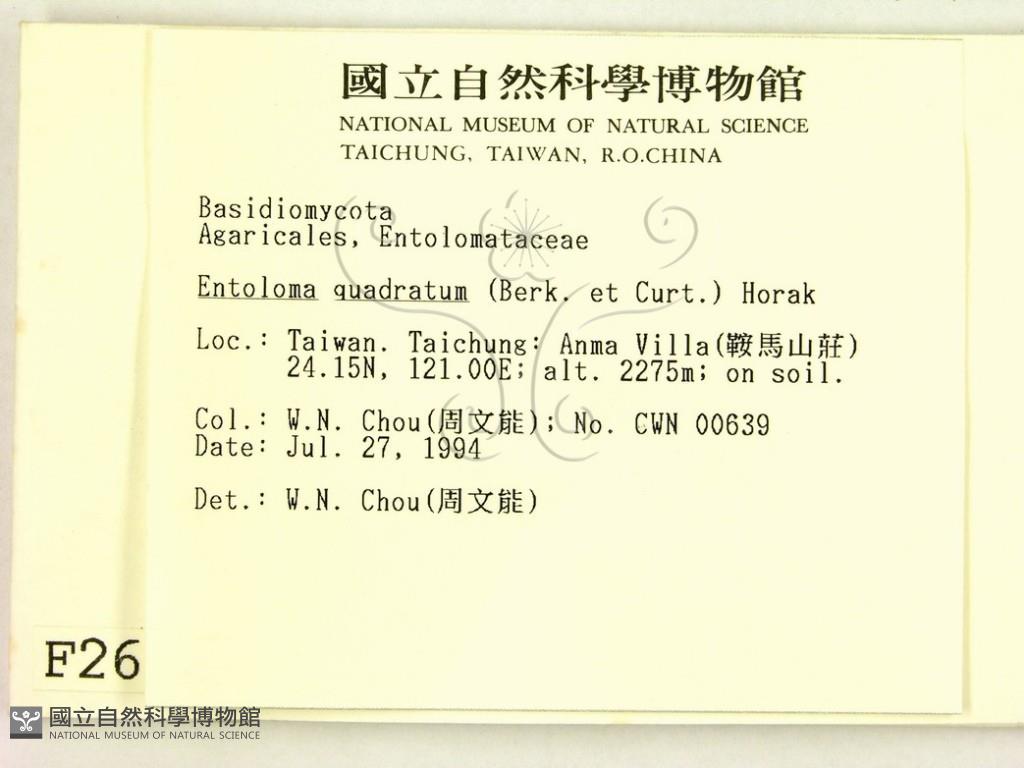 國立自然科學博物館
NATIONAL MUSEUM OF NATURAL SCIENCE
TAICHUNG, TAIWAN, R.O.CHINA
Basidiomycota
Agaricales, Entolomataceae
Entoloma quadratum (Berk. et Curt.) Horak
Loc.: Taiwan. Taichung: Anma Villa(鞍馬山莊)
24.15N, 121.00E; alt. 2275m; on soil.
Col.: W.N. Chou(周文能); No. CWN 00639
Date: Jul. 27, 1994
Det.: W.N. Chou(周文能)
F26
國立自然科學博物館
NATIONAL MUSEUM OF NATURAL SCIENCE